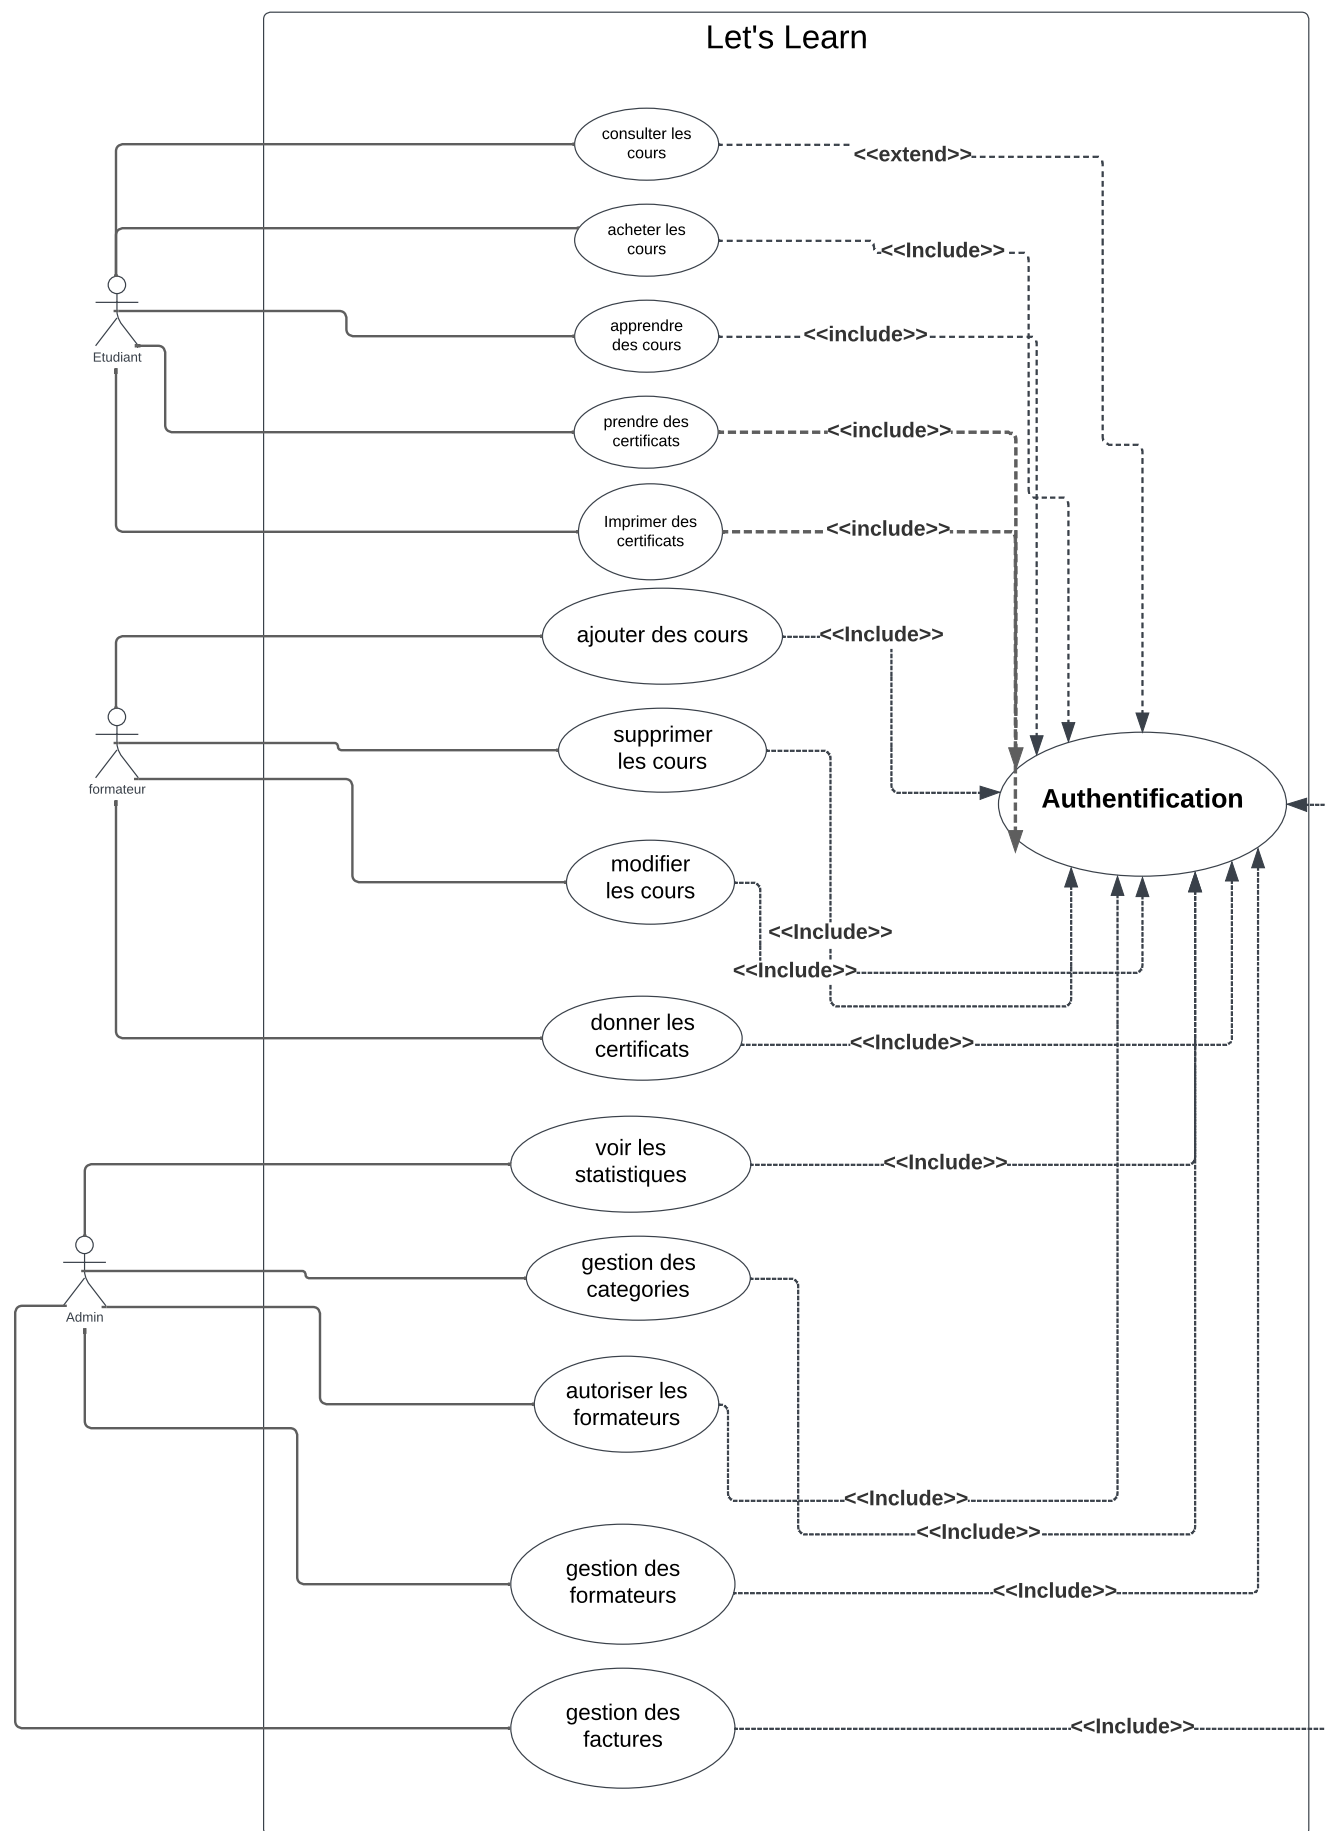 Let's Learn
consulter les
cours
<<extend>>
acheter les
cours
<<Include>>
apprendre
des cours
<<include>>
Etudiant
prendre des
certificats
<<include>>
Imprimer des
certificats
<<include>>
ajouter des cours
<<Include>>
supprimer
les cours
formateur
Authentification
modifier
les cours
<<Include>>
<<Include>>
donner les
certificats
<<Include>>
voir les
statistiques
<<Include>>
gestion des
categories
Admin
autoriser les
formateurs
<<Include>>
<<Include>>
gestion des
formateurs
<<Include>>
gestion des
factures
<<Include>>